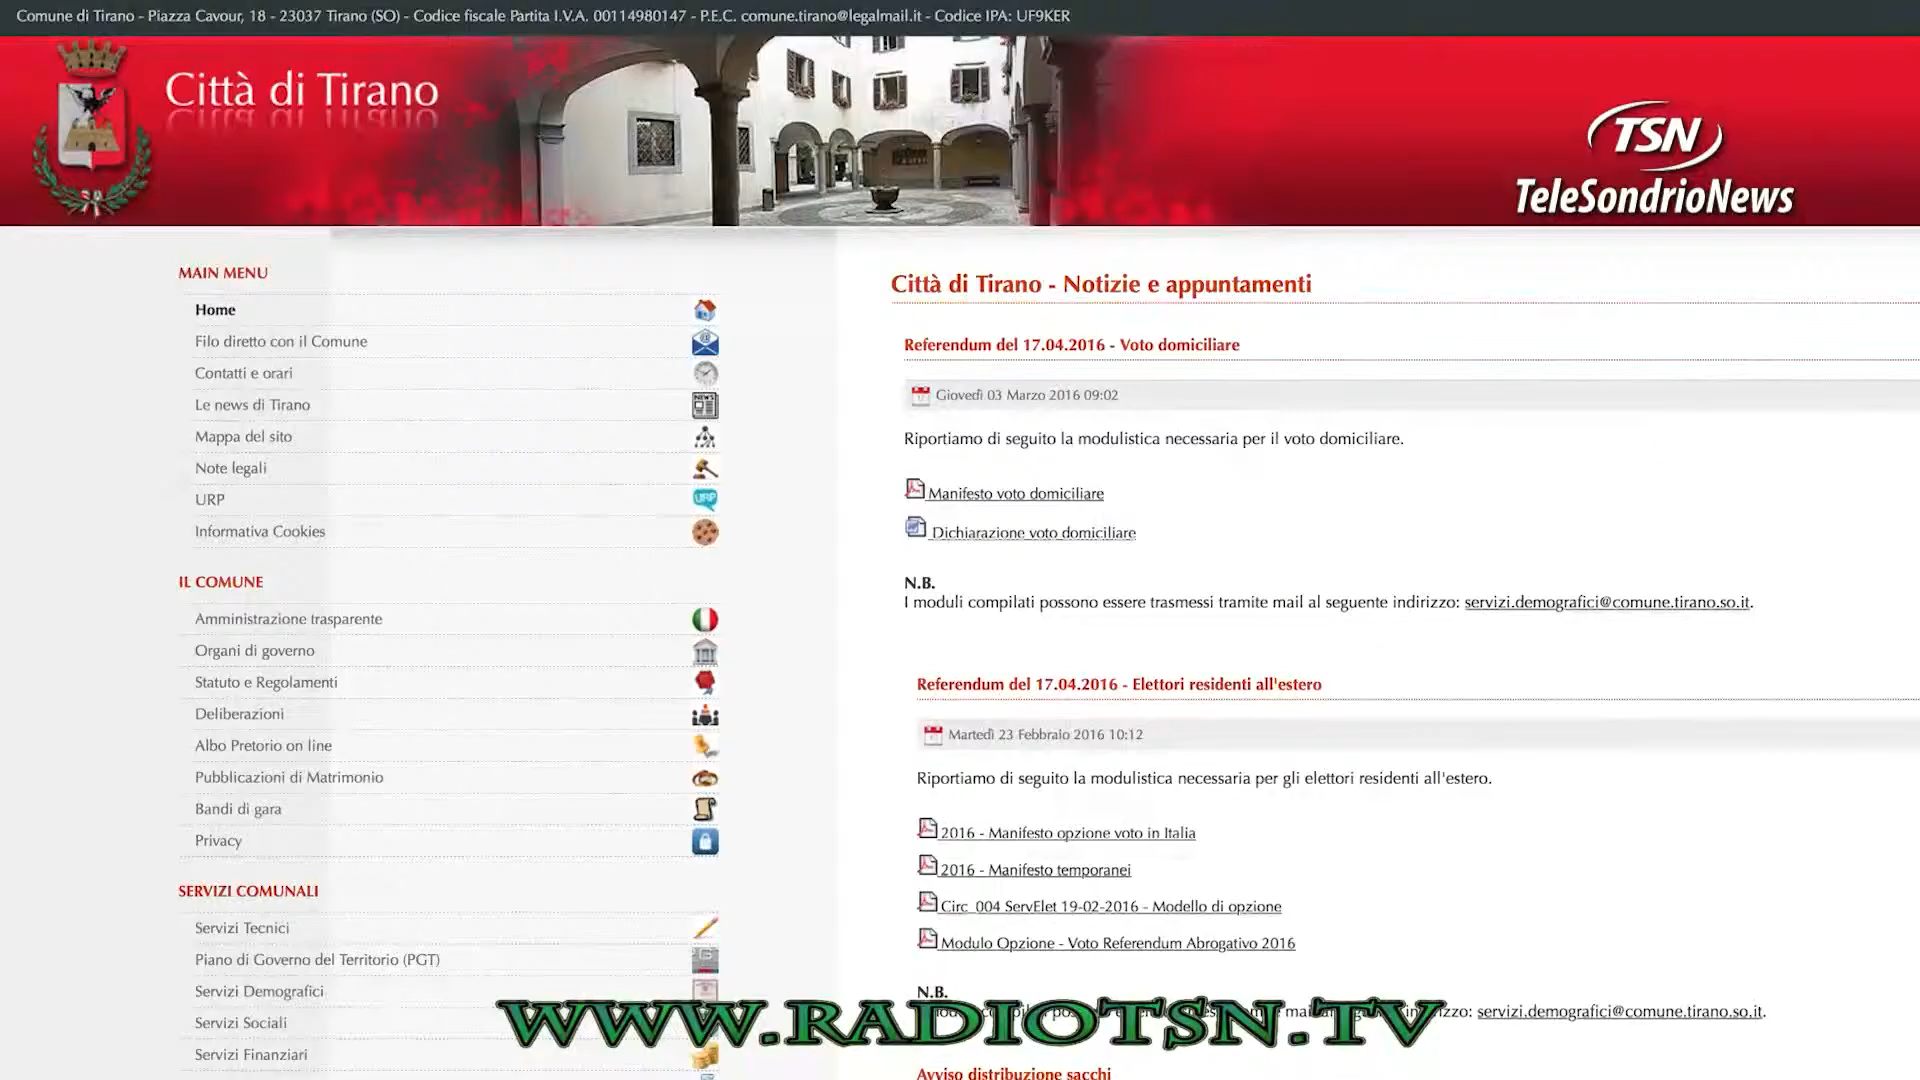 Comune di Tirano - Piazza Cavour, 18 - 23037 Tirano (SO) - Codice fiscale Partita I.V.A. 00114980147 - P.E.C. comune.tirano@legalmail.it - Codice IPA: UF9KER
Città di Tirano
TSN
TeleSondrioNews
MAIN MENU
Home
Filo diretto con il Comune
Contatti e orari
Le news di Tirano
NEWS
Mappa del sito
Note legali
URP
URP
Informativa Cookies
IL COMUNE
Amministrazione trasparente
Organi di governo
Statuto e Regolamenti
Deliberazioni
Albo Pretorio on line
Pubblicazioni di Matrimonio
Bandi di gara
Privacy
SERVIZI COMUNALI
Servizi Tecnici
Piano di Governo del Territorio (PGT)
Servizi Demografici
Servizi Sociali
Servizi Finanziari
Città di Tirano - Notizie e appuntamenti
Referendum del 17.04.2016 - Voto domiciliare
Giovedì 03 Marzo 2016 09:02
Riportiamo di seguito la modulistica necessaria per il voto domiciliare.
Manifesto voto domiciliare
Dichiarazione voto domiciliare
N.B.
I moduli compilati possono essere trasmessi tramite mail al seguente indirizzo: servizi.demografici@comune.tirano.so.it.
Referendum del 17.04.2016 - Elettori residenti all'estero
Martedì 23 Febbraio 2016 10:12
Riportiamo di seguito la modulistica necessaria per gli elettori residenti all'estero.
2016 - Manifesto opzione voto in Italia
2016 - Manifesto temporanei
Circ_004 ServElet 19-02-2016 - Modello di opzione
Modulo Opzione - Voto Referendum Abrogativo 2016
N.B.
servizi.demografici@comune.tirano.so.it.
WWW.RADIOTSN.TV
Avviso distribuzione sacchi